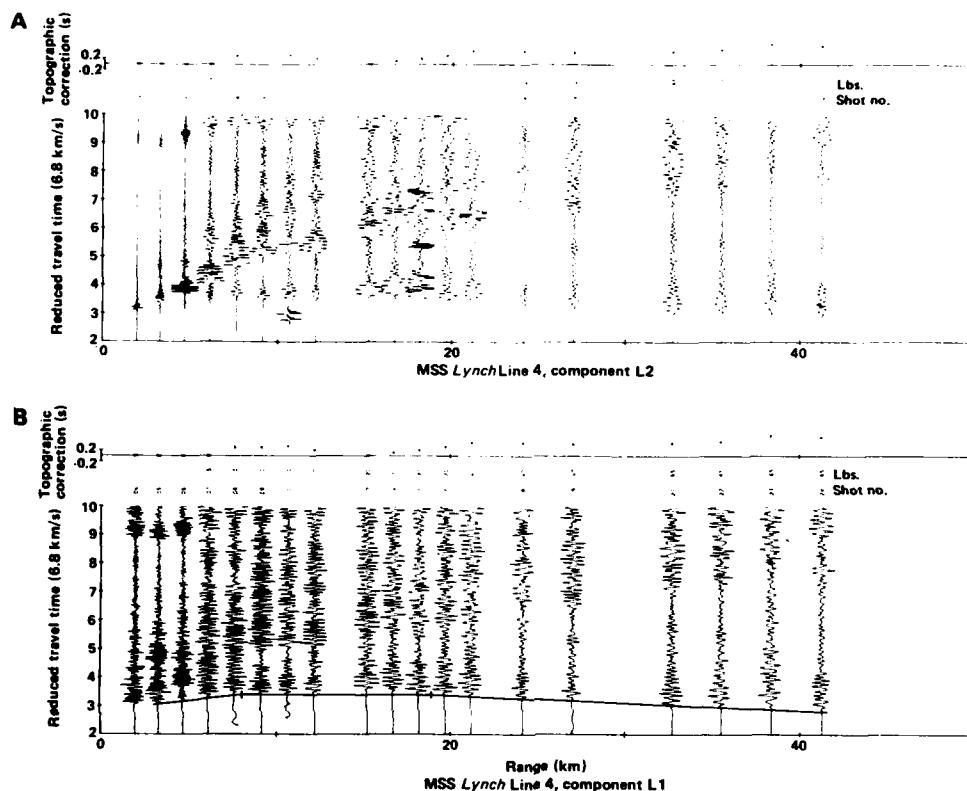 A
Topographic
correction (s)
0.2
-0.2
Lbs.
Shot no.
Reduced travel time (6.8 km/s)
10
9
8
7
6
5
4
3
2
0
20
40
MSS Lynch Line 4, component L2
B
Topographic
correction (s)
0.2
-0.2
Lbs.
Shot no.
Reduced travel time (6.8 km/s)
10
9
8
7
6
5
4
3
2
0
20
40
Range (km)
MSS Lynch Line 4, component L1